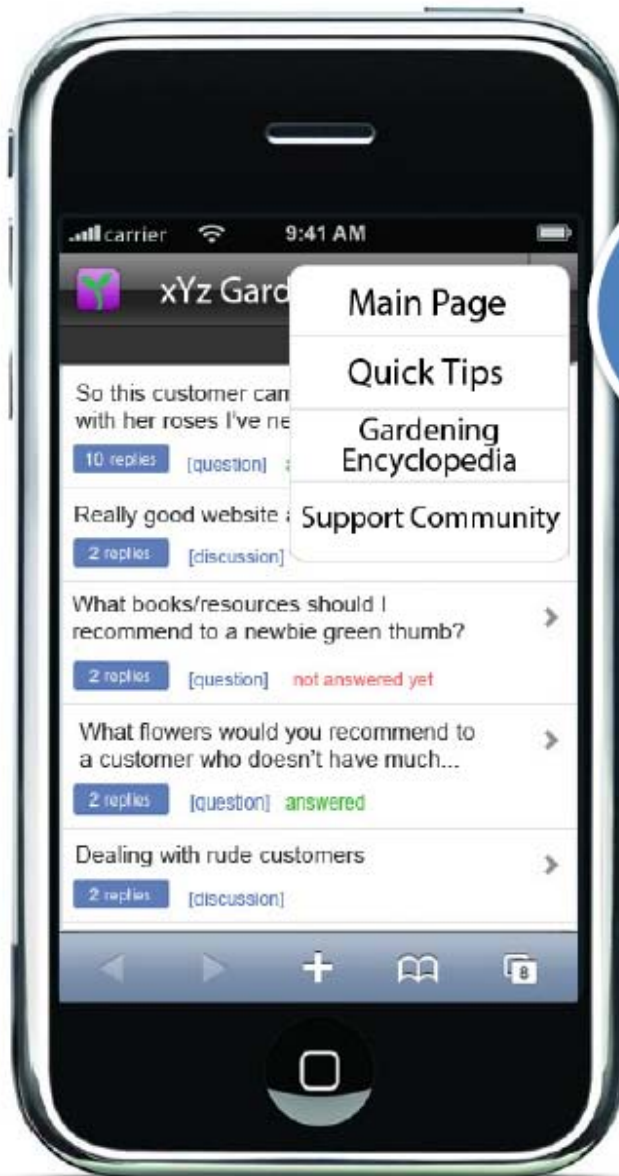 carrier 9:41 AM
xYz Gard
Main Page
Quick Tips
Gardening
Encyclopedia
Support Community
So this customer can
with her roses I've ne
10 replies [question]
Really good website
2 replies [discussion]
What books/resources should I
recommend to a newbie green thumb?
2 replies [question] not answered yet
What flowers would you recommend to
a customer who doesn't have much...
2 replies [question] answered
Dealing with rude customers
2 replies [discussion]
8